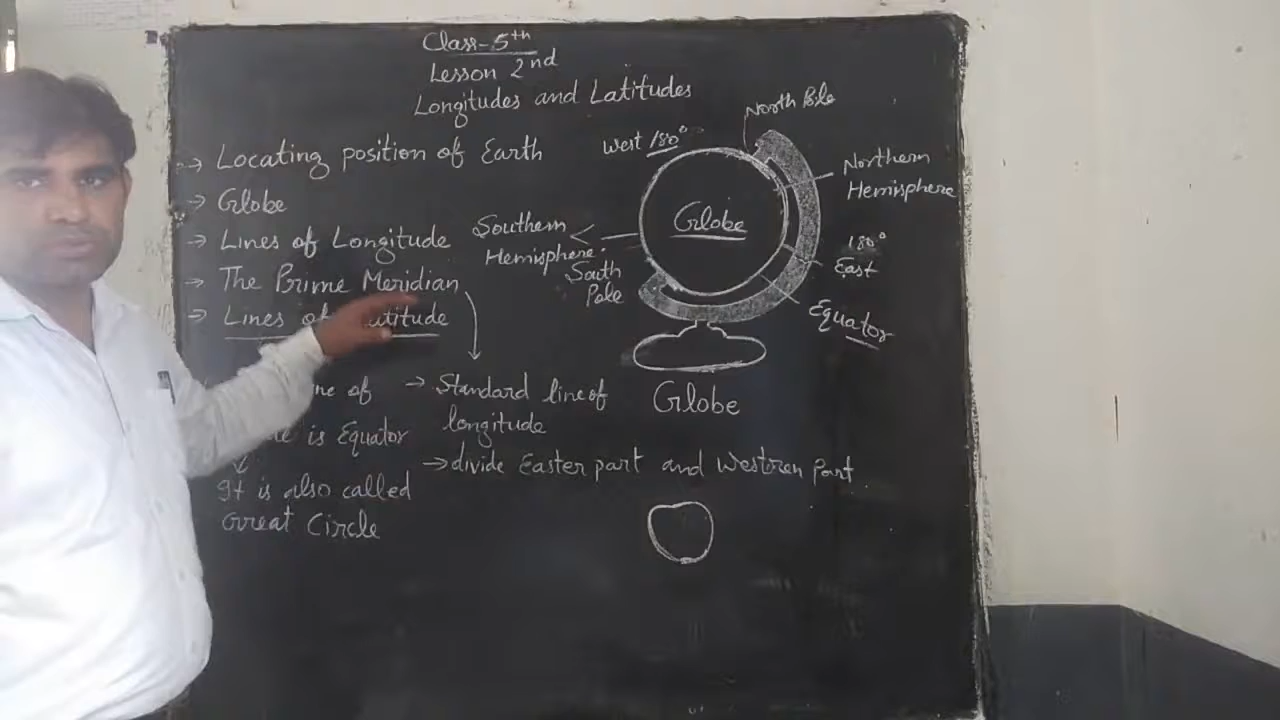 Class-5th
Lesson 2nd
Longitudes and Latitudes
→ Locating position of Earth
→ Globe
→ Lines of Longitude
→ The Prime Meridian
→ Lines of
of
is Equator
It is also called
Great Circle
→ Standard line of
longitude
→ divide Easter part and Westren Part
North Pole
West 180°
Northern
Hemisphere
Globe
Southern
Hemisphere.
South
Pole
180°
East
Equator
Globe